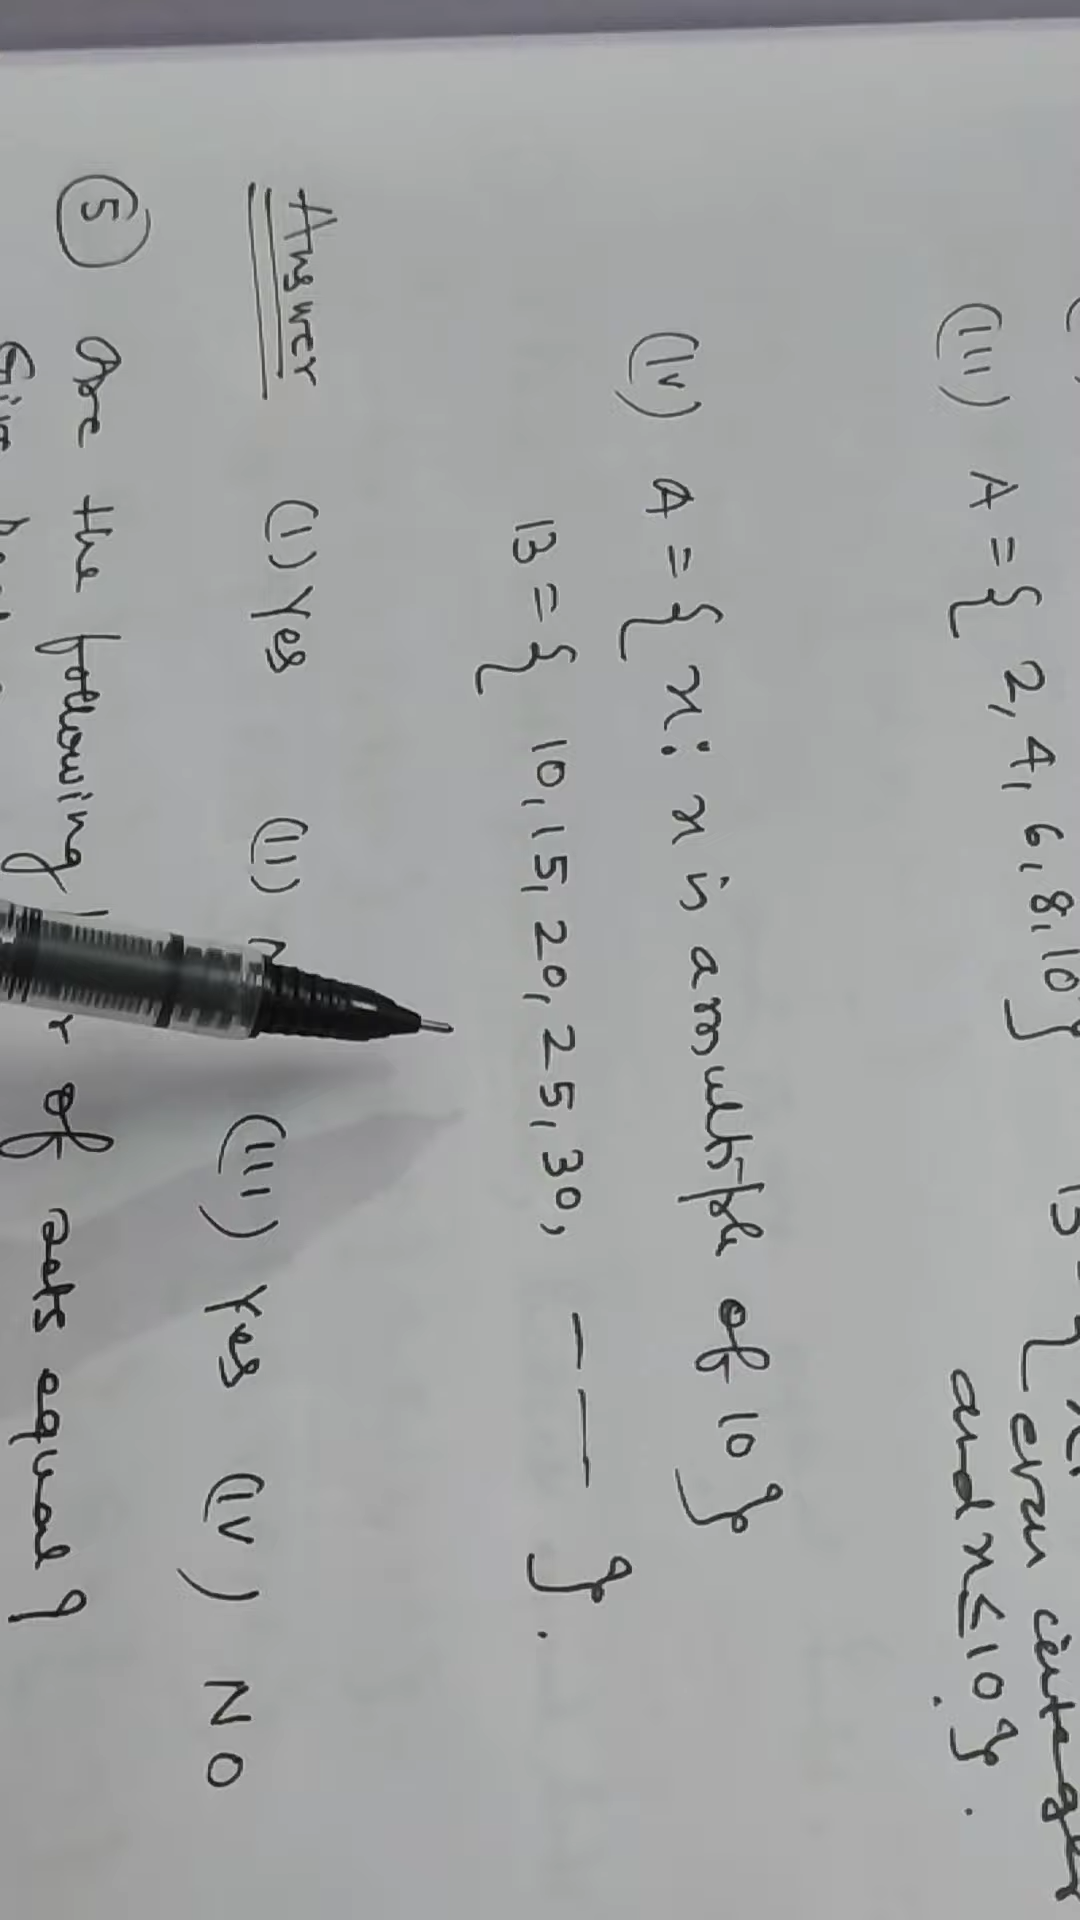 (iii) A = { 2, 4, 6, 8, 10}
even integer
and x ≤ 10}.
(iv) A = { x : x is a multiple of 10}
B = { 10, 15, 20, 25, 30, — — }.
Answer (i) Yes (ii) (iii) Yes (iv) NO
5 Are the following of sets equal?